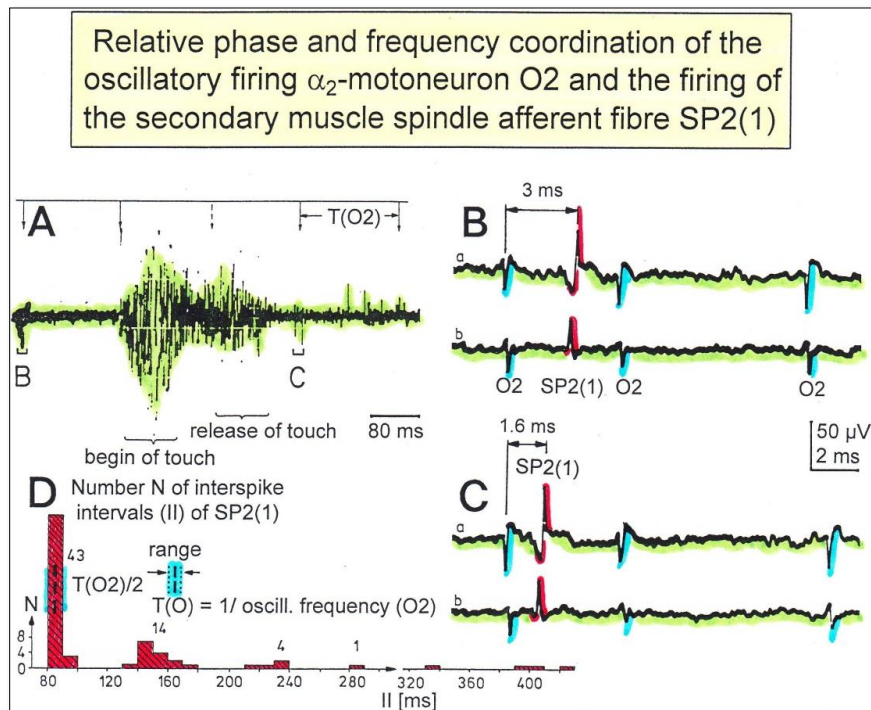 Relative phase and frequency coordination of the
oscillatory firing α₂-motoneuron O2 and the firing of
the secondary muscle spindle afferent fibre SP2(1)
A
T(O2)
B
C
80 ms
begin of touch
release of touch
B
3 ms
a
b
O2
SP2(1)
O2
O2
50 µV
2 ms
C
1.6 ms
SP2(1)
a
b
D
Number N of interspike
intervals (II) of SP2(1)
43
T(O2)/2
range
T(O) = 1/ oscill. frequency (O2)
N
8
4
0
14
4
1
80
120
160
200
240
280
320
360
400
II [ms]